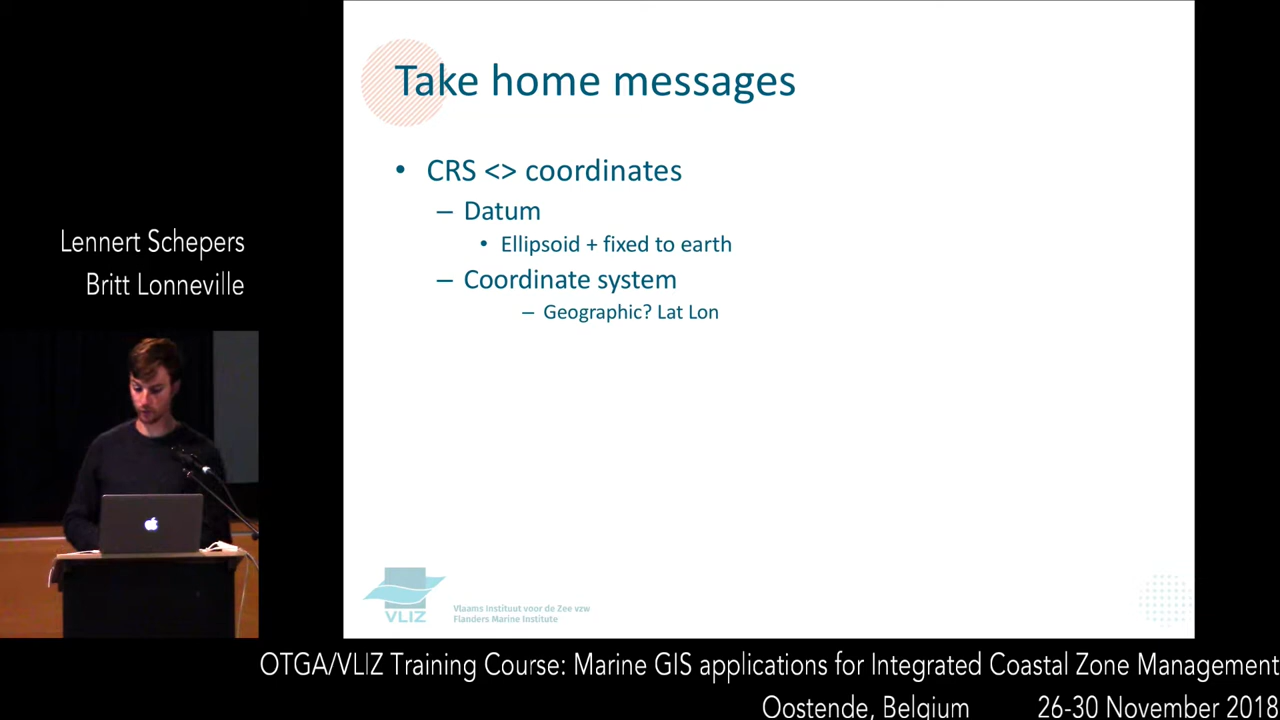 Take home messages
• CRS <> coordinates
– Datum
• Ellipsoid + fixed to earth
– Coordinate system
– Geographic? Lat Lon
Lennert Schepers
Britt Lonneville
VLIZ
Vlaams Instituut voor de Zee vzw
Flanders Marine Institute
OTGA/VLIZ Training Course: Marine GIS applications for Integrated Coastal Zone Management
Oostende, Belgium 26-30 November 2018